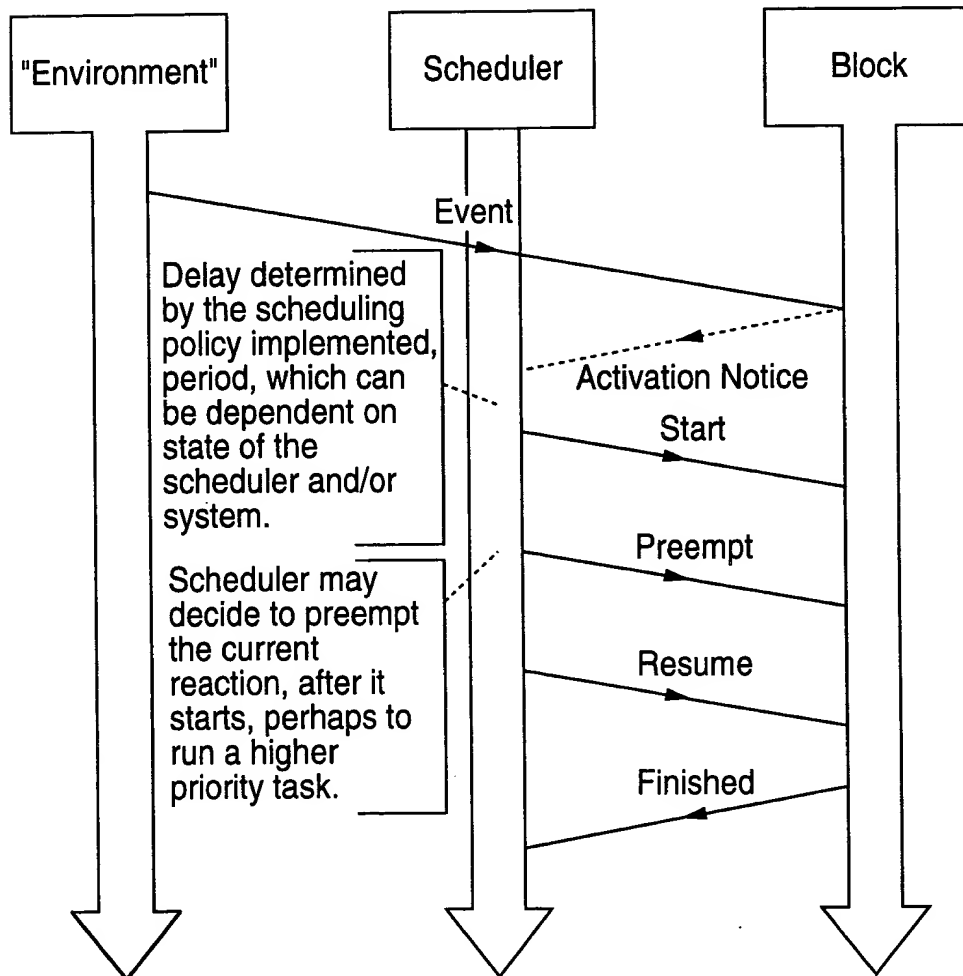 "Environment"
Scheduler
Block
Event
Delay determined
by the scheduling
policy implemented,
period, which can
be dependent on
state of the
scheduler and/or
system.
Activation Notice
Start
Preempt
Scheduler may
decide to preempt
the current
reaction, after it
starts, perhaps to
run a higher
priority task.
Resume
Finished